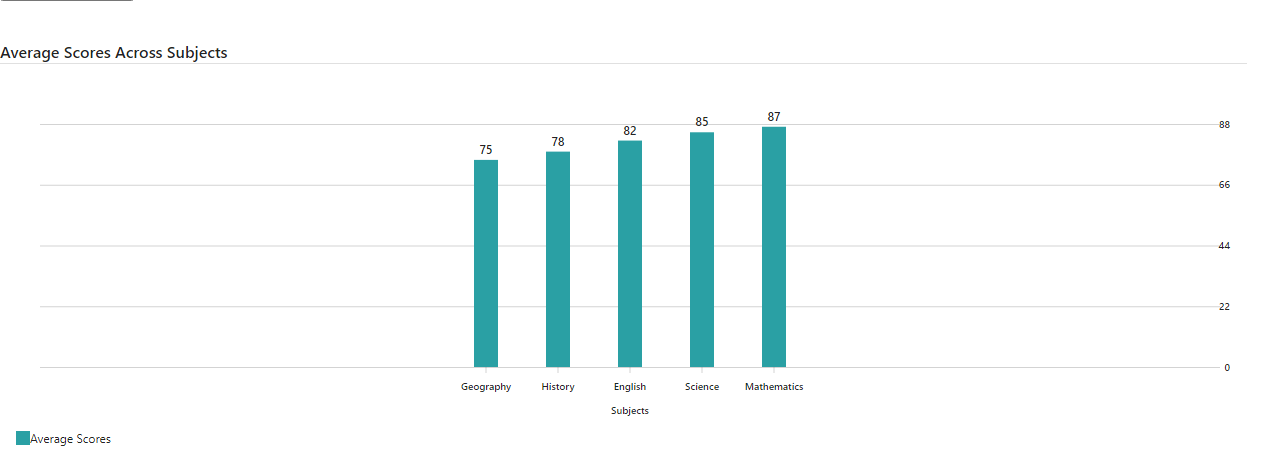 Average Scores Across Subjects
87
85
82
78
75
88
66
44
22
0
Geography History English Science Mathematics
Subjects
Average Scores